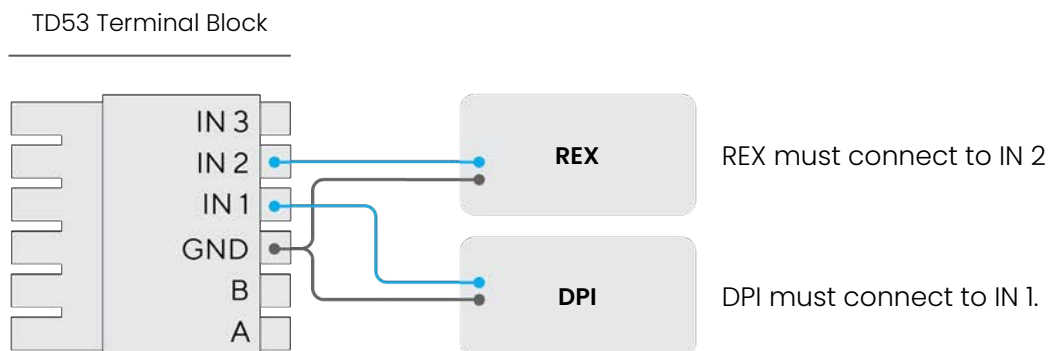 TD53 Terminal Block
IN 3
IN 2
IN 1
GND
B
A
REX
REX must connect to IN 2
DPI
DPI must connect to IN 1.